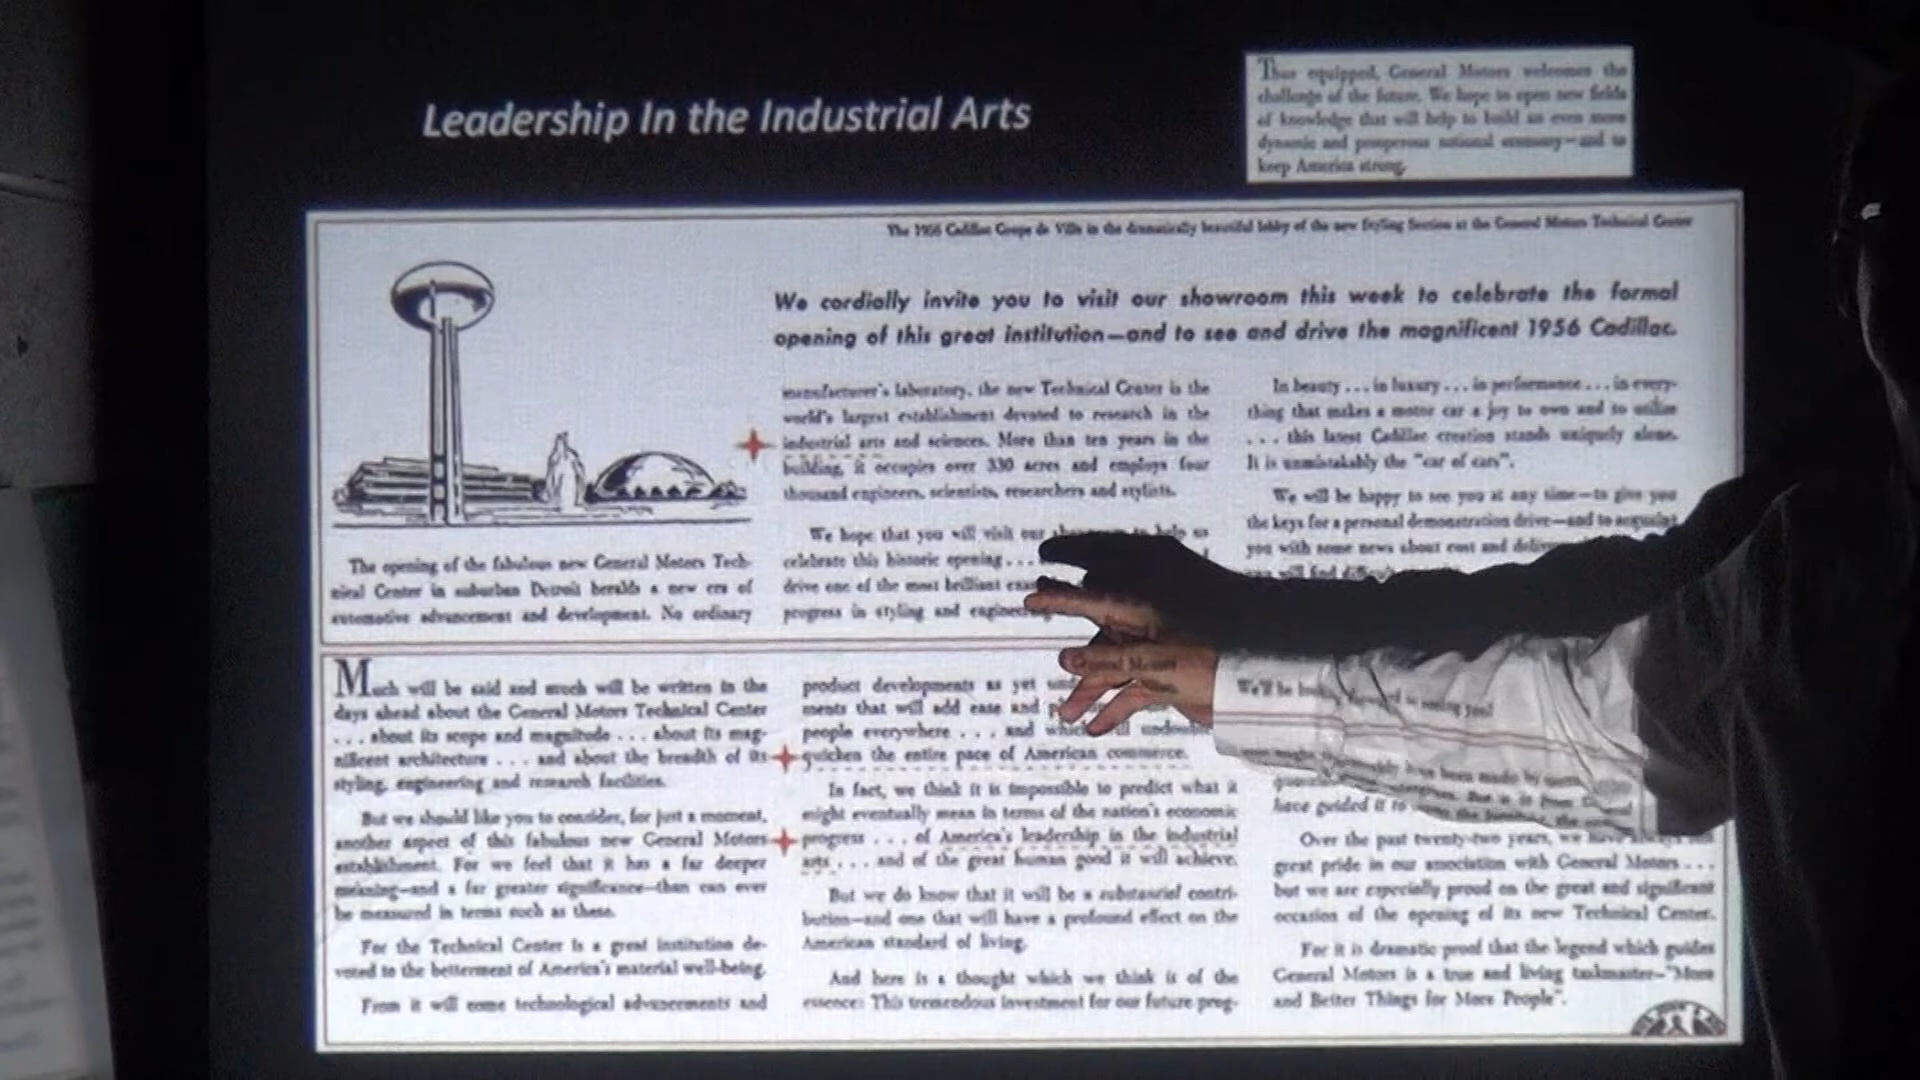 Leadership In the Industrial Arts
Thus equipped, General Motors welcomes the
challenge of the future. We hope to open new fields
of knowledge that will help to build an even more
dynamic and prosperous national economy—and to
keep America strong.
The 1956 Cadillac Coupe de Ville in the dramatically beautiful lobby of the new Styling Section at the General Motors Technical Center
We cordially invite you to visit our showroom this week to celebrate the formal
opening of this great institution—and to see and drive the magnificent 1956 Cadillac.
The opening of the fabulous new General Motors Tech-
nical Center in suburban Detroit heralds a new era of
automotive advancement and development. No ordinary
manufacturer's laboratory, the new Technical Center is the
world's largest establishment devoted to research in the
industrial arts and sciences. More than ten years in the
building, it occupies over 330 acres and employs four
thousand engineers, scientists, researchers and stylists.
We hope that you will visit our to help us
celebrate this historic opening . . .
drive one of the most brilliant
progress in styling and
In beauty . . . in luxury . . . in performance . . . in every-
thing that makes a motor car a joy to own and to utilize
. . . this latest Cadillac creation stands uniquely alone.
It is unmistakably the "car of cars".
We will be happy to see you at any time—to give you
the keys for a personal demonstration drive—and to acquaint
you with some news about cost and
will find
We'll be looking forward to seeing you!
Much will be said and much will be written in the
days ahead about the General Motors Technical Center
. . . about its scope and magnitude . . . about its mag-
nificent architecture . . . and about the breadth of its
styling, engineering and research facilities.
But we should like you to consider, for just a moment,
another aspect of this fabulous new General Motors
establishment. For we feel that it has a far deeper
meaning—and a far greater significance—than can ever
be measured in terms such as these.
For the Technical Center is a great institution de-
voted to the betterment of America's material well-being.
From it will come technological advancements and
General Motors
product developments as yet
ments that will add ease and
people everywhere . . . and which
quicken the entire pace of American commerce.
In fact, we think it is impossible to predict what it
might eventually mean in terms of the nation's economic
progress . . . of America's leadership in the industrial
arts . . . and of the great human good it will achieve.
But we do know that it will be a substantial contri-
bution—and one that will have a profound effect on the
American standard of living.
And here is a thought which we think is of the
essence: This tremendous investment for our future prog-
have been made by
have guided it to
Over the past twenty-two years, we have always
great pride in our association with General Motors . . .
but we are especially proud on the great and significant
occasion of the opening of its new Technical Center.
For it is dramatic proof that the legend which guides
General Motors is a true and living taskmaster—"More
and Better Things for More People".